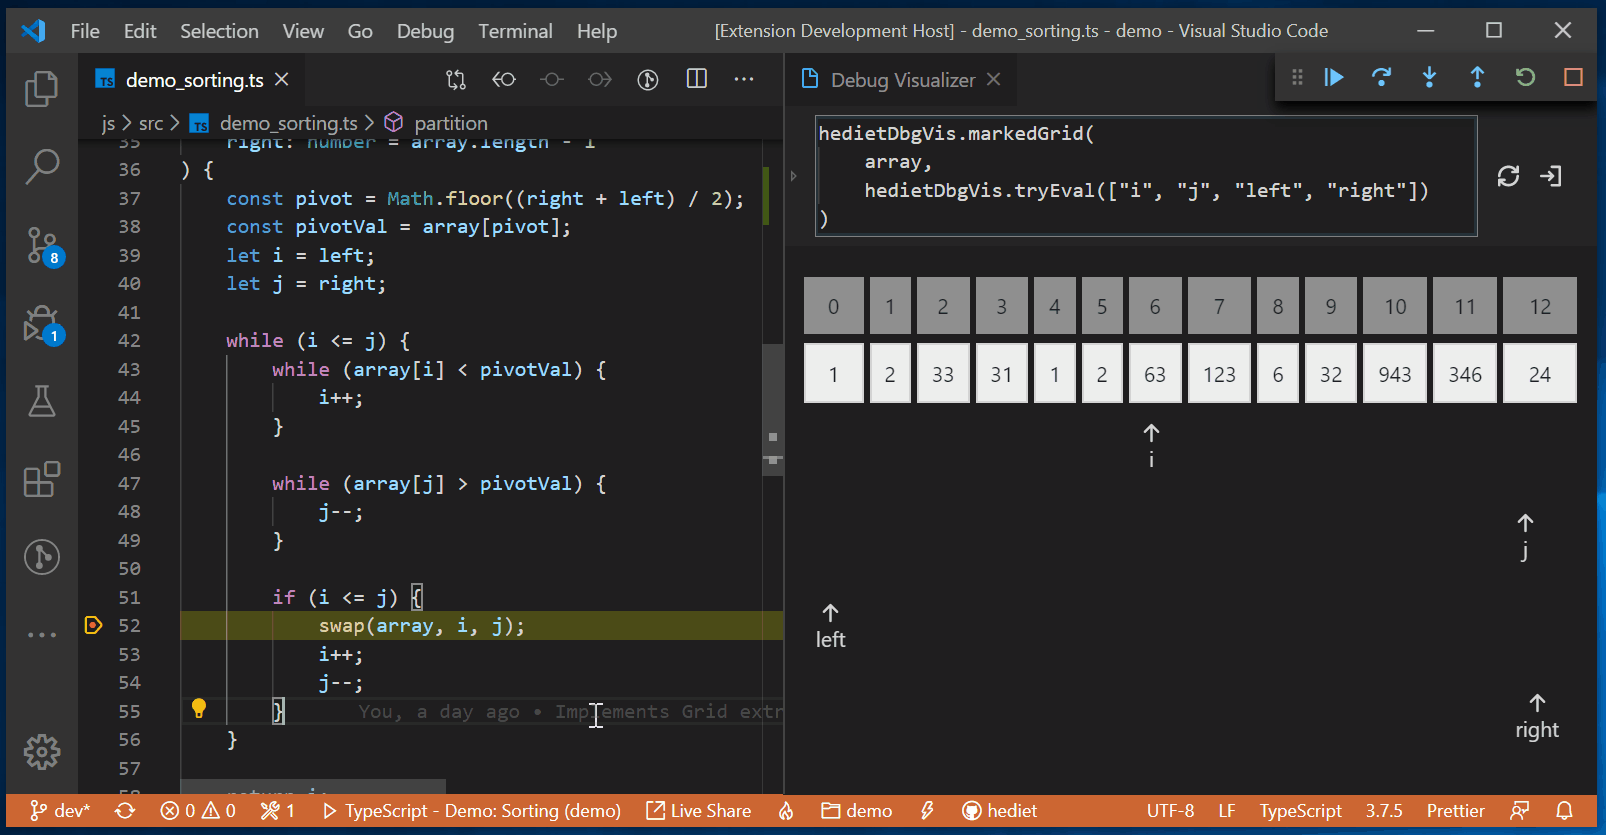 File Edit Selection View Go Debug Terminal Help [Extension Development Host] - demo_sorting.ts - demo - Visual Studio Code
TS demo_sorting.ts
Debug Visualizer
js > src > TS demo_sorting.ts > partition
35 right: number = array.length - 1
36 ) {
37 const pivot = Math.floor((right + left) / 2);
38 const pivotVal = array[pivot];
39 let i = left;
40 let j = right;
41
42 while (i <= j) {
43 while (array[i] < pivotVal) {
44 i++;
45 }
46
47 while (array[j] > pivotVal) {
48 j--;
49 }
50
51 if (i <= j) {
52 swap(array, i, j);
53 i++;
54 j--;
55 } You, a day ago • Implements Grid extr
56 }
57
58 return i;
8
1
hedietDbgVis.markedGrid(
array,
hedietDbgVis.tryEval(["i", "j", "left", "right"])
)
0 1 2 3 4 5 6 7 8 9 10 11 12
1 2 33 31 1 2 63 123 6 32 943 346 24
i
j
left
right
dev* 0 0 1 TypeScript - Demo: Sorting (demo) Live Share demo hediet UTF-8 LF TypeScript 3.7.5 Prettier